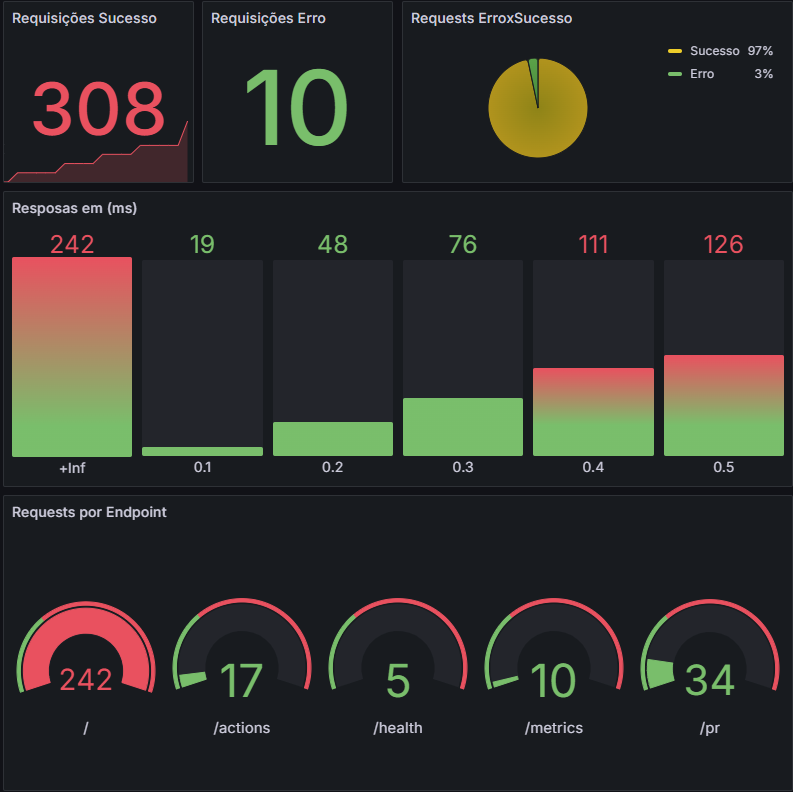 Requisições Sucesso
308
Requisições Erro
10
Requests ErroxSucesso
Sucesso 97%
Erro 3%
Resposas em (ms)
242 19 48 76 111 126
+Inf 0.1 0.2 0.3 0.4 0.5
Requests por Endpoint
242 17 5 10 34
/ /actions /health /metrics /pr